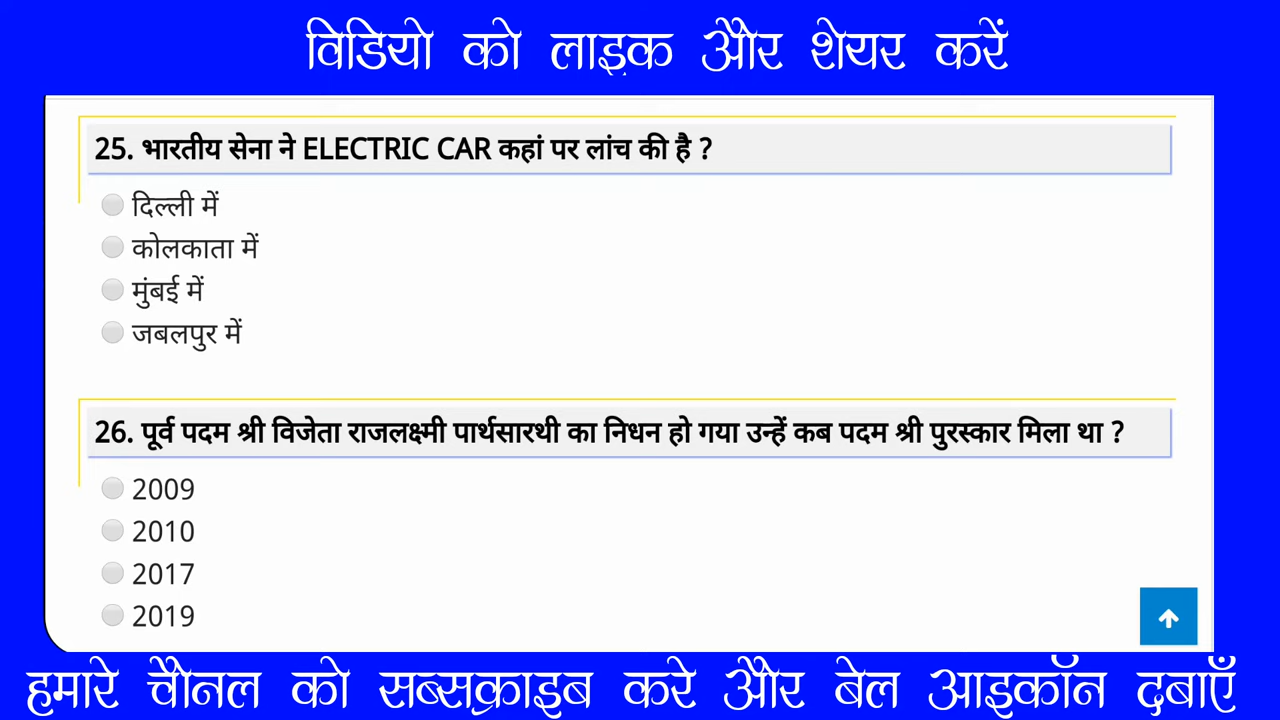 विडियो को लाइक और शेयर करें
25. भारतीय सेना ने ELECTRIC CAR कहां पर लांच की है ?
दिल्ली में
कोलकाता में
मुंबई में
जबलपुर में
26. पूर्व पदम श्री विजेता राजलक्ष्मी पार्थसारथी का निधन हो गया उन्हें कब पदम श्री पुरस्कार मिला था ?
2009
2010
2017
2019
हमारे चैानल को सब्सक्राइब करे और बेल आइकॉन दबाएँ